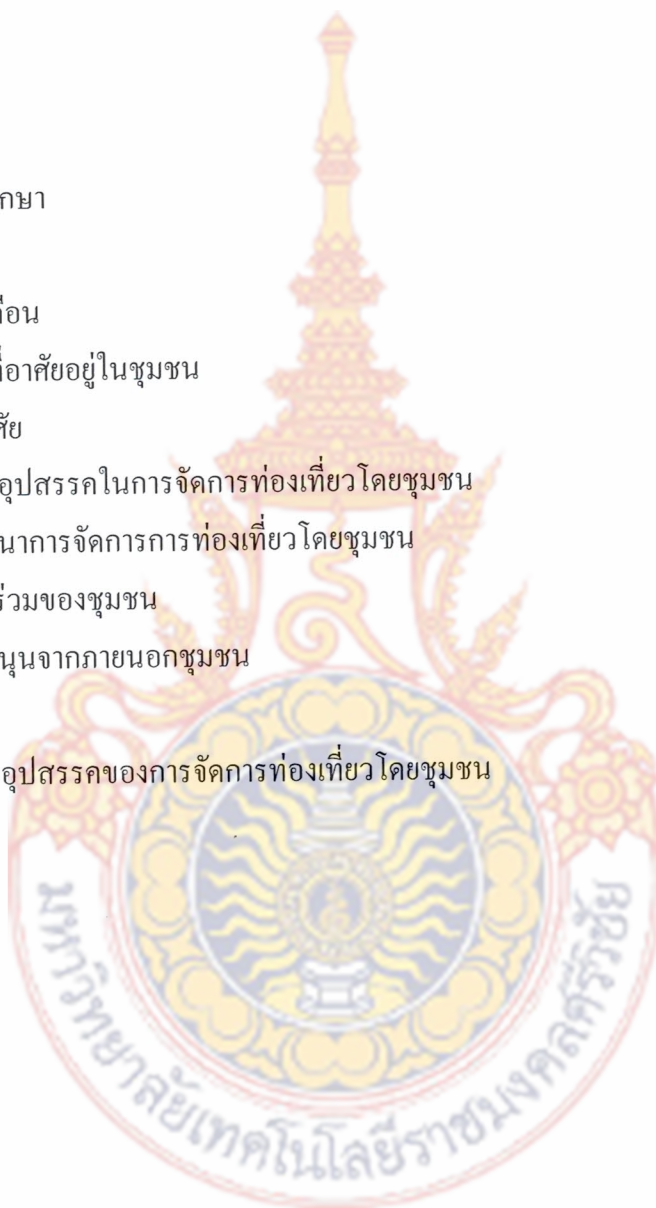 กษา
ดือน
ที่อาศัยอยู่ในชุมชน
ศัย
อุปสรรคในการจัดการท่องเที่ยวโดยชุมชน
นาการจัดการการท่องเที่ยวโดยชุมชน
ร่วมของชุมชน
นุนจากภายนอกชุมชน
อุปสรรคของการจัดการท่องเที่ยวโดยชุมชน
มหาวิทยาลัยเทคโนโลยีราชมงคลศรีวิชัย